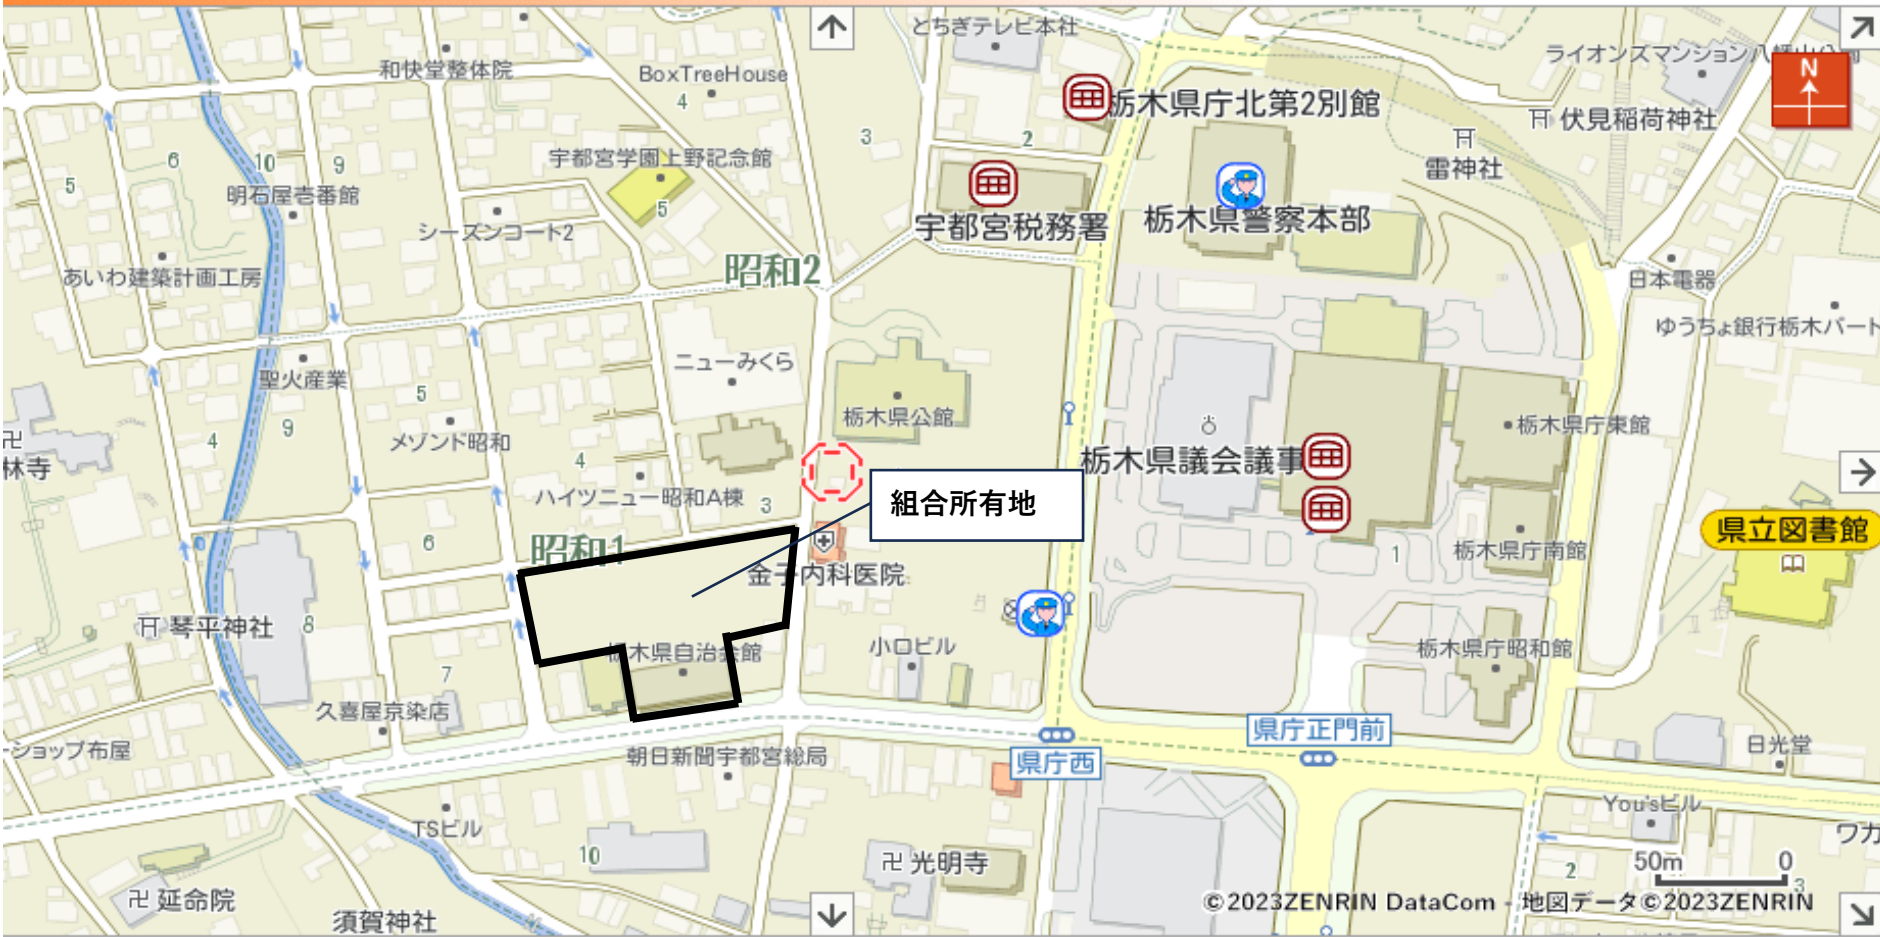 とちぎテレビ本社
和快堂整体院
BoxTreeHouse
4
ライオンズマンション八幡山公園
N
栃木県庁北第2別館
伏見稲荷神社
3
2
雷神社
6
10
9
宇都宮学園上野記念館
5
明石屋壱番館
5
シーズンコート2
宇都宮税務署
栃木県警察本部
あいわ建築計画工房
昭和2
日本電器
ゆうちょ銀行栃木パート
ニューみくら
聖火産業
5
栃木県公館
9
4
メゾンド昭和
栃木県庁東館
林寺
4
栃木県議会議事
ハイツニュー昭和A棟
3
組合所有地
県立図書館
6
昭和1
1
栃木県庁南館
金子内科医院
琴平神社
8
栃木県自治会館
小口ビル
栃木県庁昭和館
7
久喜屋京染店
県庁正門前
ーショップ布屋
朝日新聞宇都宮総局
県庁西
日光堂
TSビル
You'sビル
ワカ
10
光明寺
50m
0
2
3
延命院
須賀神社
©2023ZENRIN DataCom - 地図データ©2023ZENRIN